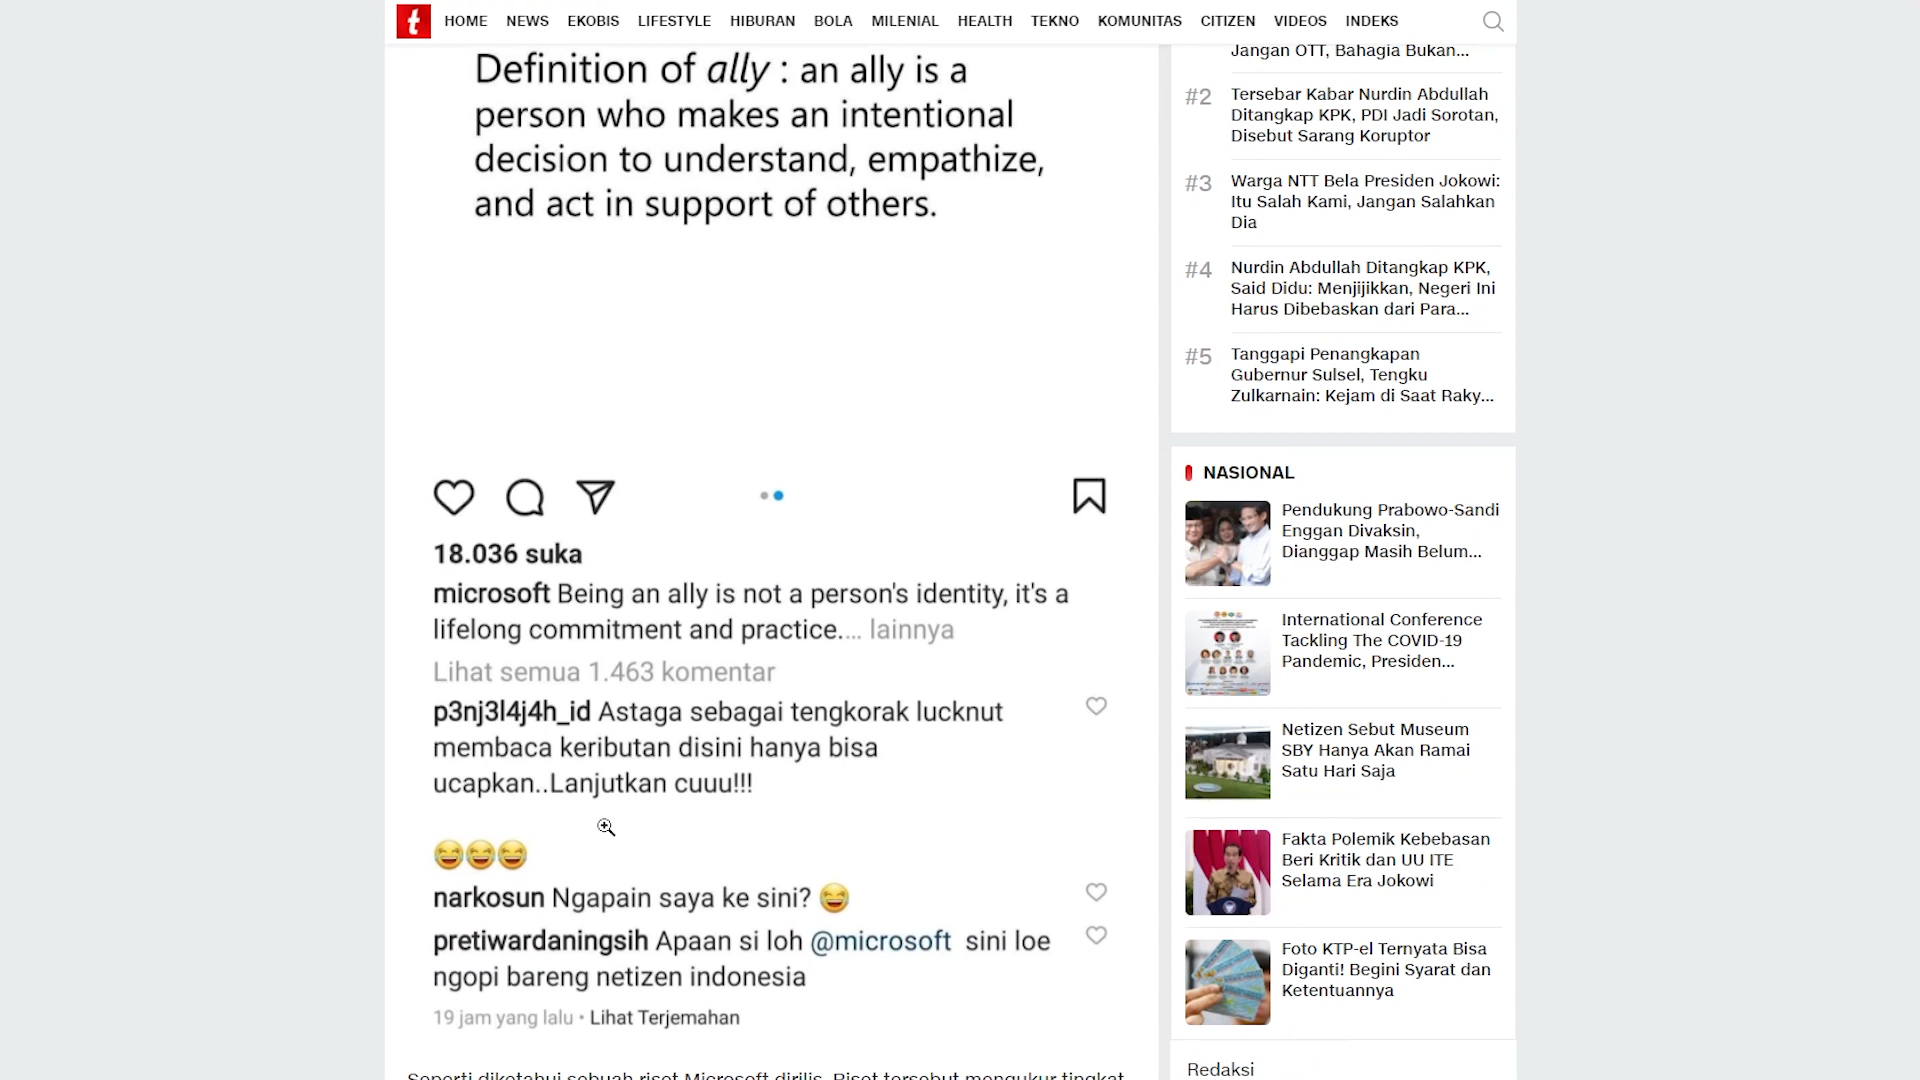 t HOME NEWS EKOBIS LIFESTYLE HIBURAN BOLA MILENIAL HEALTH TEKNO KOMUNITAS CITIZEN VIDEOS INDEKS
Definition of ally : an ally is a
person who makes an intentional
decision to understand, empathize,
and act in support of others.
18.036 suka
microsoft Being an ally is not a person's identity, it's a
lifelong commitment and practice.... lainnya
Lihat semua 1.463 komentar
p3nj3l4j4h_id Astaga sebagai tengkorak lucknut
membaca keributan disini hanya bisa
ucapkan..Lanjutkan cuuu!!!
😂😂😂
narkosun Ngapain saya ke sini? 😂
pretiwardaningsih Apaan si loh @microsoft sini loe
ngopi bareng netizen indonesia
19 jam yang lalu • Lihat Terjemahan
Seperti diketahui sebuah riset Microsoft dirilis. Riset tersebut mengukur tingkat
Jangan OTT, Bahagia Bukan...
#2 Tersebar Kabar Nurdin Abdullah
Ditangkap KPK, PDI Jadi Sorotan,
Disebut Sarang Koruptor
#3 Warga NTT Bela Presiden Jokowi:
Itu Salah Kami, Jangan Salahkan
Dia
#4 Nurdin Abdullah Ditangkap KPK,
Said Didu: Menjijikkan, Negeri Ini
Harus Dibebaskan dari Para...
#5 Tanggapi Penangkapan
Gubernur Sulsel, Tengku
Zulkarnain: Kejam di Saat Raky...
NASIONAL
Pendukung Prabowo-Sandi
Enggan Divaksin,
Dianggap Masih Belum...
International Conference
Tackling The COVID-19
Pandemic, Presiden...
Netizen Sebut Museum
SBY Hanya Akan Ramai
Satu Hari Saja
Fakta Polemik Kebebasan
Beri Kritik dan UU ITE
Selama Era Jokowi
Foto KTP-el Ternyata Bisa
Diganti! Begini Syarat dan
Ketentuannya
Redaksi